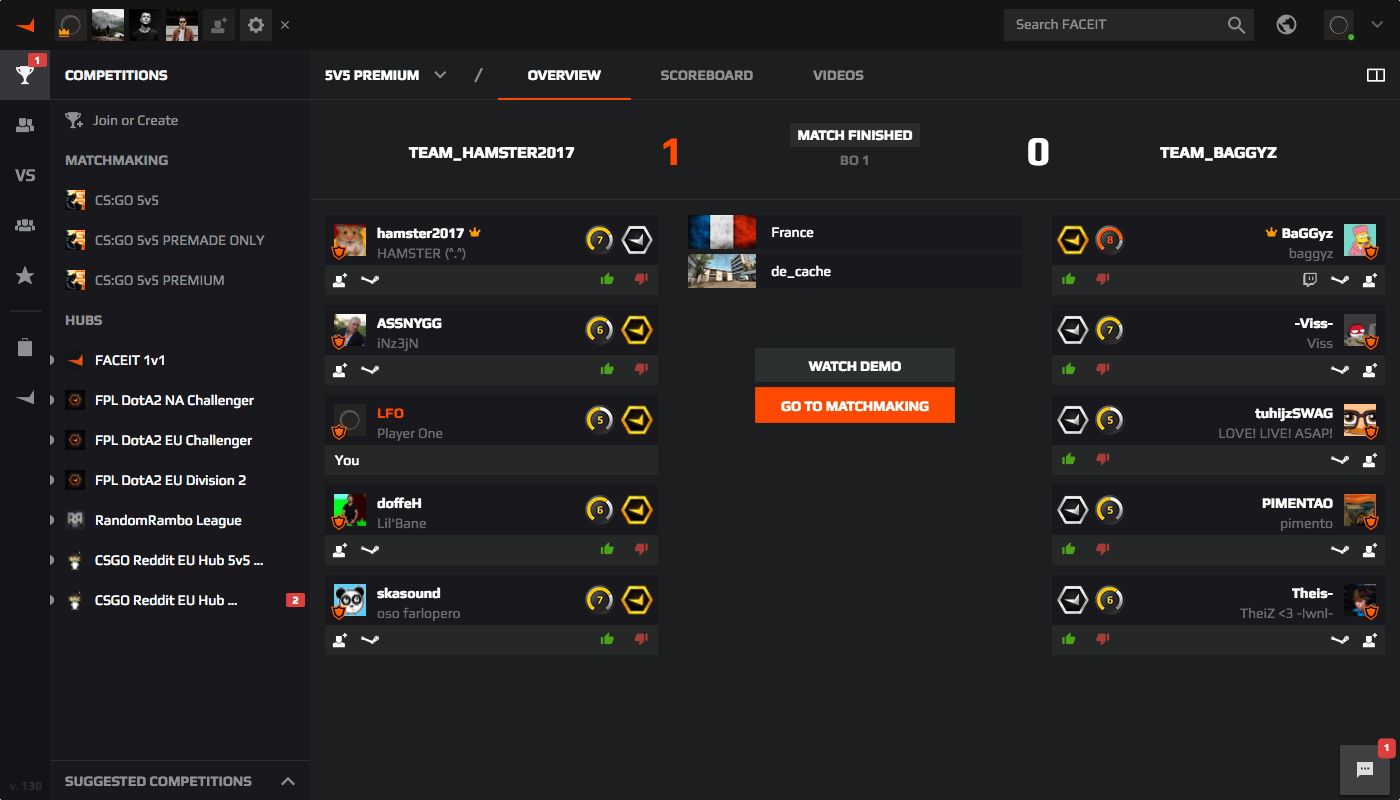 Search FACEIT
1
COMPETITIONS
5V5 PREMIUM
/
OVERVIEW
SCOREBOARD
VIDEOS
Join or Create
MATCHMAKING
CS:GO 5v5
CS:GO 5v5 PREMADE ONLY
CS:GO 5v5 PREMIUM
HUBS
FACEIT 1v1
FPL DotA2 NA Challenger
FPL DotA2 EU Challenger
FPL DotA2 EU Division 2
RandomRambo League
CSGO Reddit EU Hub 5v5 ...
CSGO Reddit EU Hub ...
2
VS
v. 130
SUGGESTED COMPETITIONS
TEAM_HAMSTER2017
1
MATCH FINISHED
BO 1
0
TEAM_BAGGYZ
hamster2017
HAMSTER (^.^)
7
ASSNYGG
iNz3jN
6
LFO
Player One
5
You
doffeH
Lil'Bane
6
skasound
oso farlopero
7
France
de_cache
WATCH DEMO
GO TO MATCHMAKING
8
BaGGyz
baggyz
7
-Viss-
Viss
5
tuhijzSWAG
LOVE! LIVE! ASAP!
5
PIMENTAO
pimento
6
Theis-
TheiZ <3 -lwnl-
1